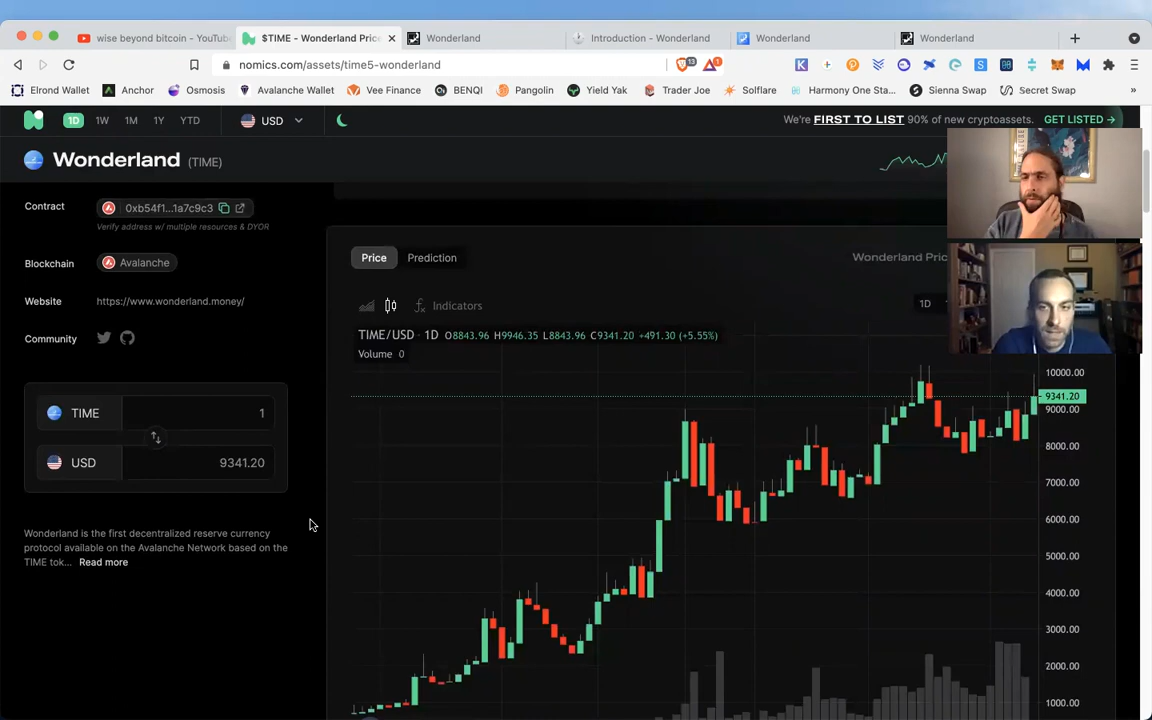 wise beyond bitcoin - YouTub
$TIME - Wonderland Price
Wonderland
Introduction - Wonderland
Wonderland
Wonderland
nomics.com/assets/time5-wonderland
13
1
Elrond Wallet
Anchor
Osmosis
Avalanche Wallet
Vee Finance
BENQI
Pangolin
Yield Yak
Trader Joe
Solflare
Harmony One Sta...
Sienna Swap
Secret Swap
1D
1W
1M
1Y
YTD
USD
We're FIRST TO LIST 90% of new cryptoassets.
GET LISTED →
Wonderland (TIME)
Contract
0xb54f1...1a7c9c3
Verify address w/ multiple resources & DYOR
Blockchain
Avalanche
Website
https://www.wonderland.money/
Community
TIME
1
USD
9341.20
Wonderland is the first decentralized reserve currency
protocol available on the Avalanche Network based on the
TIME tok... Read more
Price
Prediction
Wonderland Pric
Indicators
1D
TIME/USD · 1D O8843.96 H9946.35 L8843.96 C9341.20 +491.30 (+5.55%)
Volume 0
10000.00
9341.20
9000.00
8000.00
7000.00
6000.00
5000.00
4000.00
3000.00
2000.00
1000.00